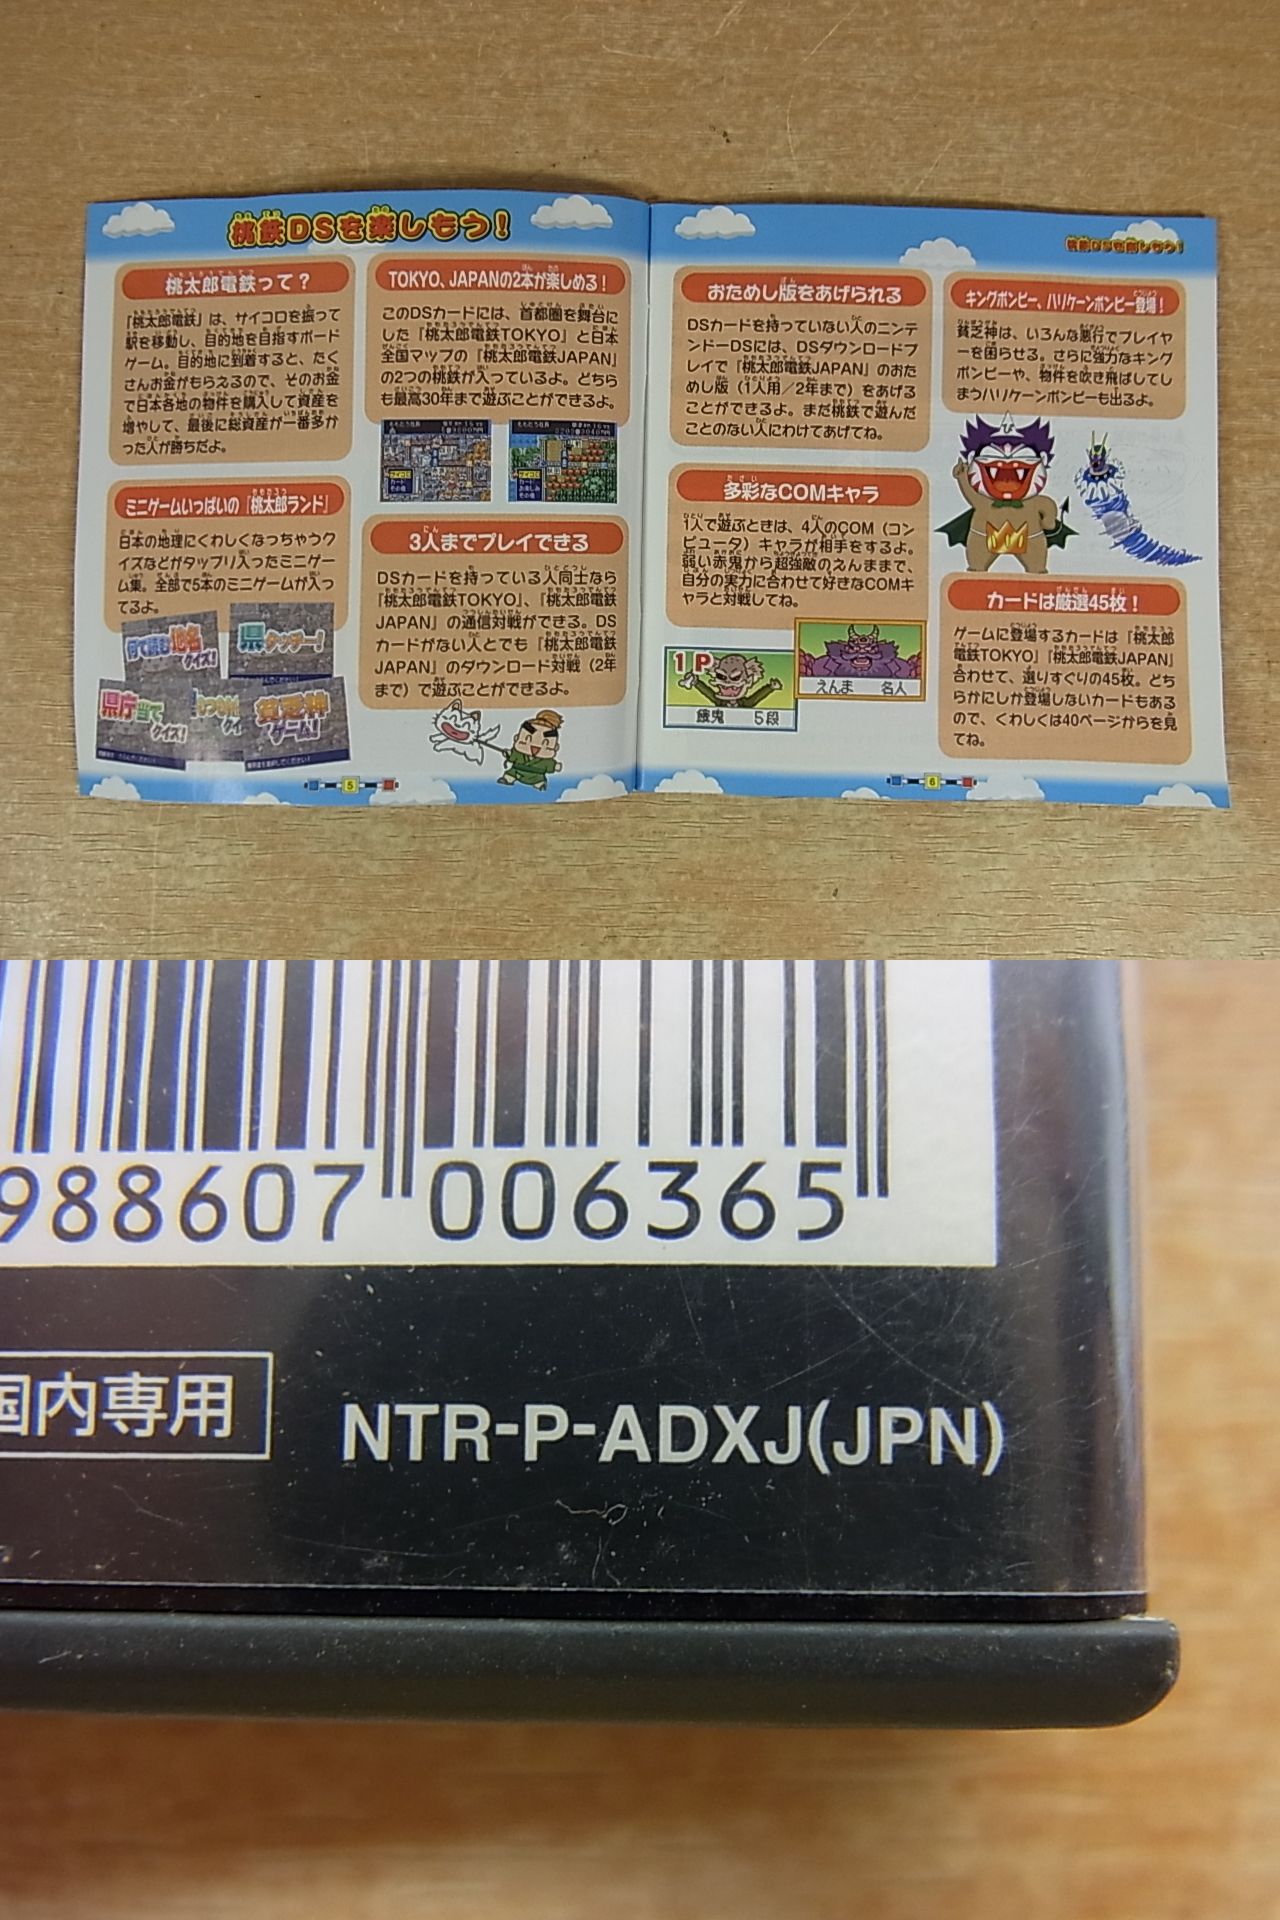 桃鉄DSを楽しもう！
桃太郎電鉄って？
『桃太郎電鉄』は、サイコロを振って
駅を移動し、目的地を目指すボード
ゲーム。目的地に到着すると、たく
さんお金がもらえるので、そのお金
で日本各地の物件を購入して資産を
増やして、最後に総資産が一番多か
った人が勝ちだよ。
ミニゲームいっぱいの『桃太郎ランド』
日本の地理にくわしくなっちゃうク
イズなどがタップリ入ったミニゲー
ム集。全部で5本のミニゲームが入っ
てるよ。
何て読む地名クイズ！
県タッチー！
県庁当てクイズ！
貧乏神ゲーム！
TOKYO、JAPANの2本が楽しめる！
このDSカードには、首都圏を舞台に
した『桃太郎電鉄TOKYO』と日本
全国マップの『桃太郎電鉄JAPAN』
の2つの桃鉄が入っているよ。どちら
も最高30年まで遊ぶことができるよ。
3人までプレイできる
DSカードを持っている人同士なら
『桃太郎電鉄TOKYO』、『桃太郎電鉄
JAPAN』の通信対戦ができる。DS
カードがない人とでも『桃太郎電鉄
JAPAN』のダウンロード対戦（2年
まで）で遊ぶことができるよ。
5
桃鉄DSを楽しもう！
おためし版をあげられる
DSカードを持っていない人のニンテ
ンドーDSには、DSダウンロードプ
レイで『桃太郎電鉄JAPAN』のおた
めし版（1人用／2年まで）をあげる
ことができるよ。まだ桃鉄で遊んだ
ことのない人にわけてあげてね。
多彩なCOMキャラ
1人で遊ぶときは、4人のCOM（コン
ピュータ）キャラが相手をするよ。
弱い赤鬼から超強敵のえんままで、
自分の実力に合わせて好きなCOMキ
ャラと対戦してね。
1P
餓鬼 5段
えんま 名人
キングボンビー、ハリケーンボンビー登場！
貧乏神は、いろんな悪行でプレイヤ
ーを困らせる。さらに強力なキング
ボンビーや、物件を吹き飛ばしてし
まうハリケーンボンビーも出るよ。
カードは厳選45枚！
ゲームに登場するカードは『桃太郎
電鉄TOKYO』『桃太郎電鉄JAPAN』
合わせて、選りすぐりの45枚。どち
らかにしか登場しないカードもある
ので、くわしくは40ページからを見
てね。
6
988607 006365
国内専用
NTR-P-ADXJ(JPN)